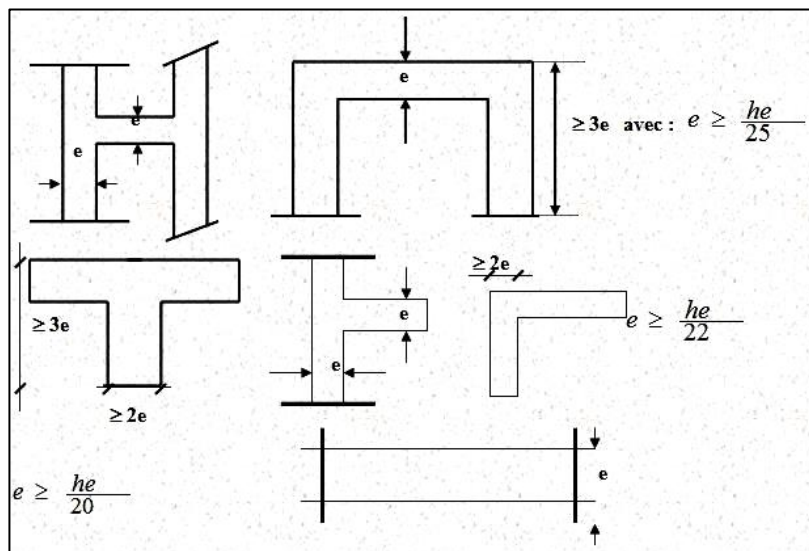 e
e
e
≥ 3e avec : e ≥ he/25
≥ 3e
≥ 2e
e
e
≥ 2e
e ≥ he/22
e ≥ he/20
e